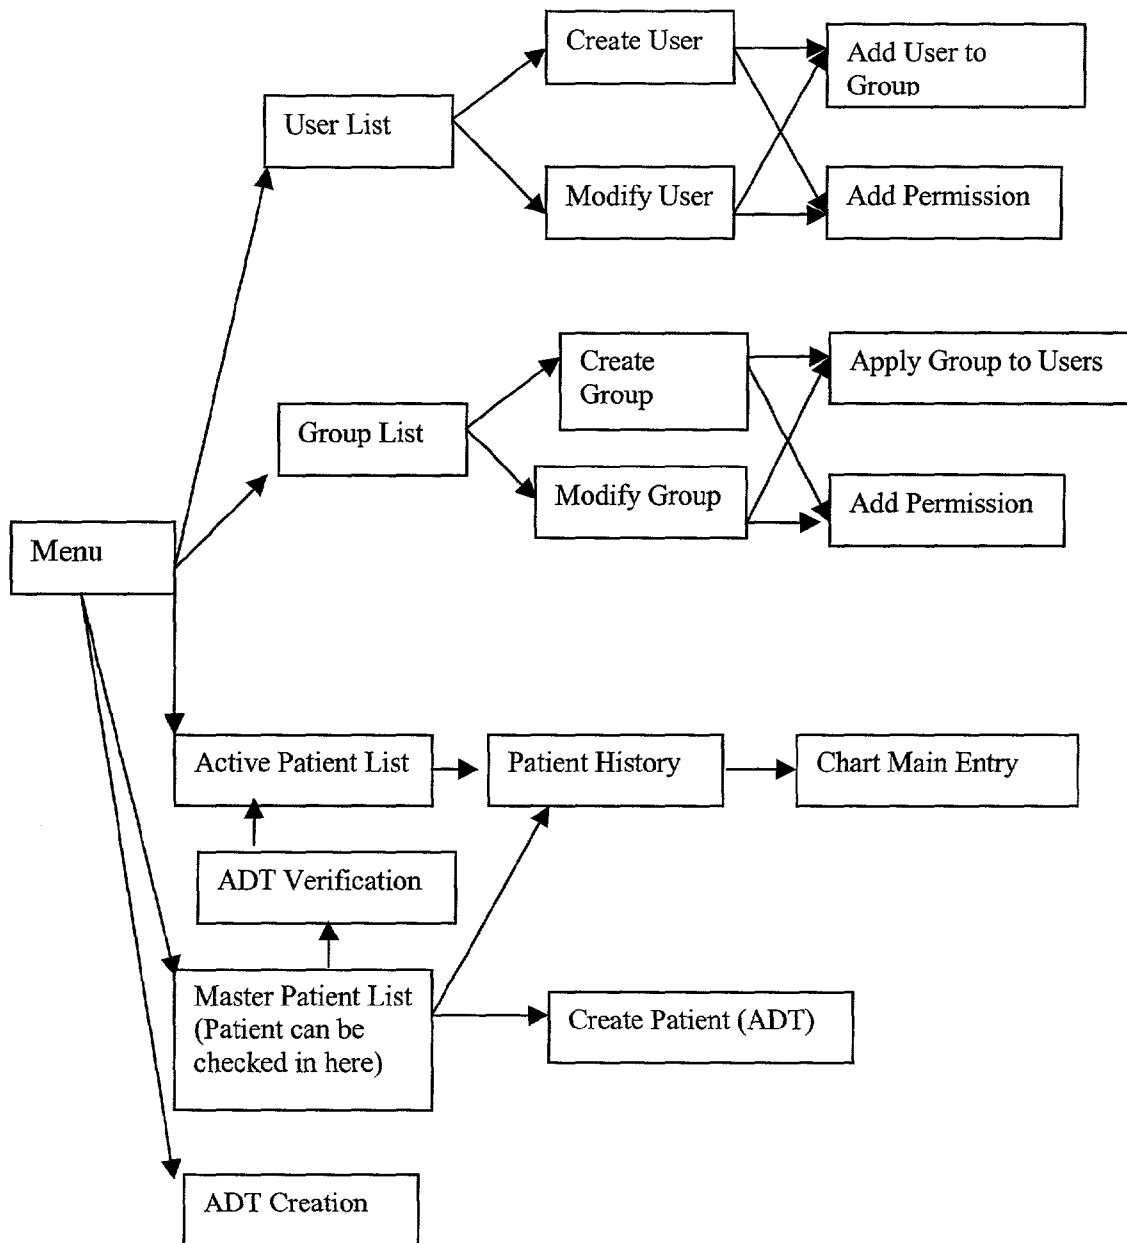 Create User
Add User to
Group
User List
Modify User
Add Permission
Create
Group
Apply Group to Users
Group List
Modify Group
Add Permission
Menu
Active Patient List
Patient History
Chart Main Entry
ADT Verification
Master Patient List
(Patient can be
checked in here)
Create Patient (ADT)
ADT Creation